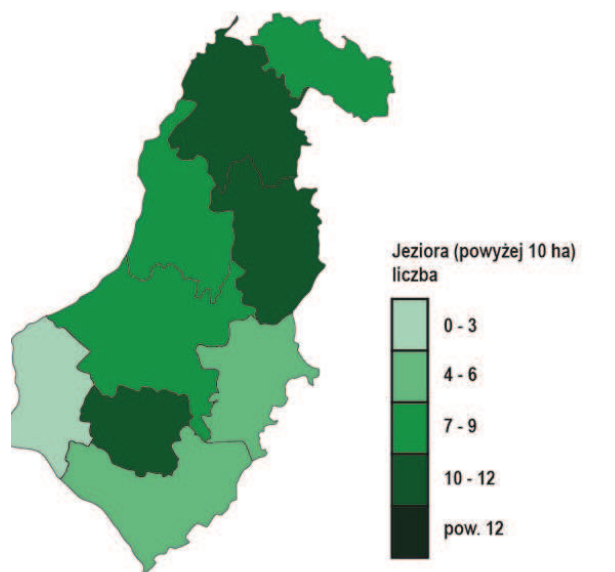 Jeziora (powyżej 10 ha)
liczba
0 - 3
4 - 6
7 - 9
10 - 12
pow. 12